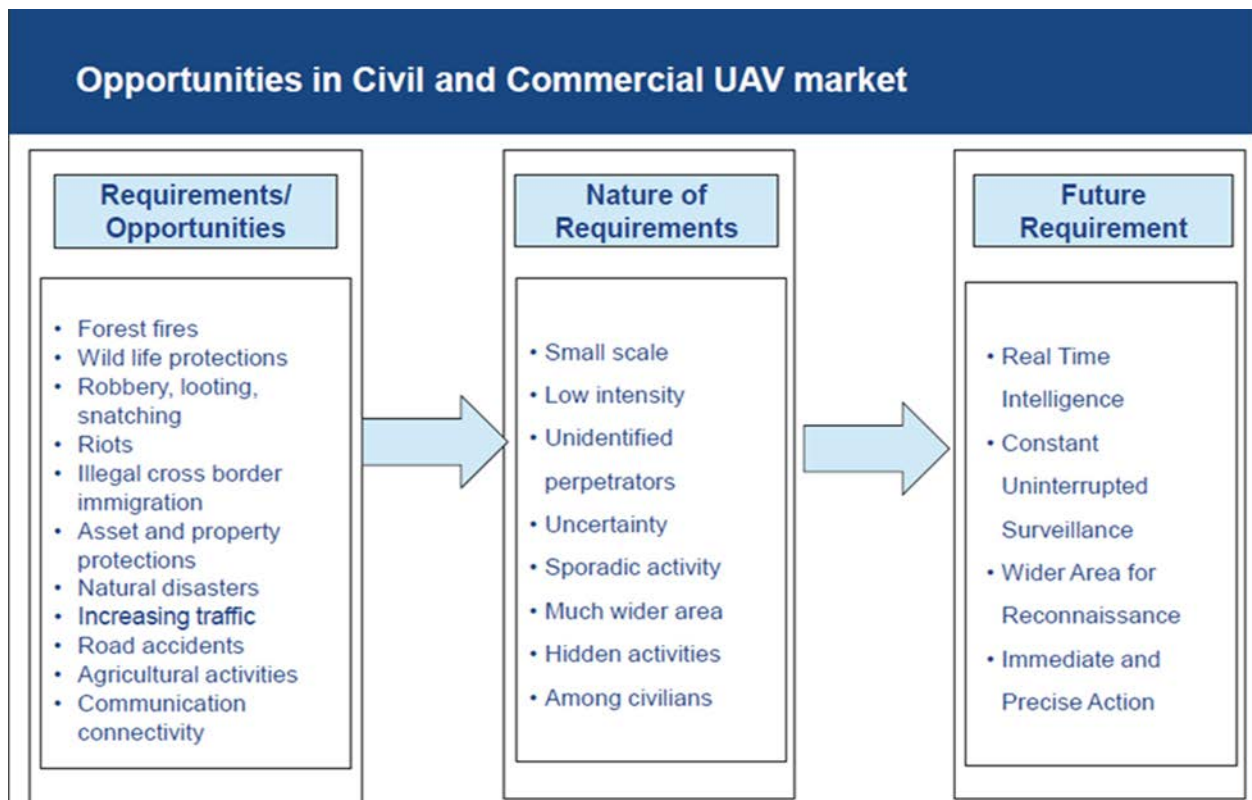 Opportunities in Civil and Commercial UAV market
Requirements/
Opportunities
• Forest fires
• Wild life protections
• Robbery, looting,
snatching
• Riots
• Illegal cross border
immigration
• Asset and property
protections
• Natural disasters
• Increasing traffic
• Road accidents
• Agricultural activities
• Communication
connectivity
Nature of
Requirements
• Small scale
• Low intensity
• Unidentified
perpetrators
• Uncertainty
• Sporadic activity
• Much wider area
• Hidden activities
• Among civilians
Future
Requirement
• Real Time
Intelligence
• Constant
Uninterrupted
Surveillance
• Wider Area for
Reconnaissance
• Immediate and
Precise Action